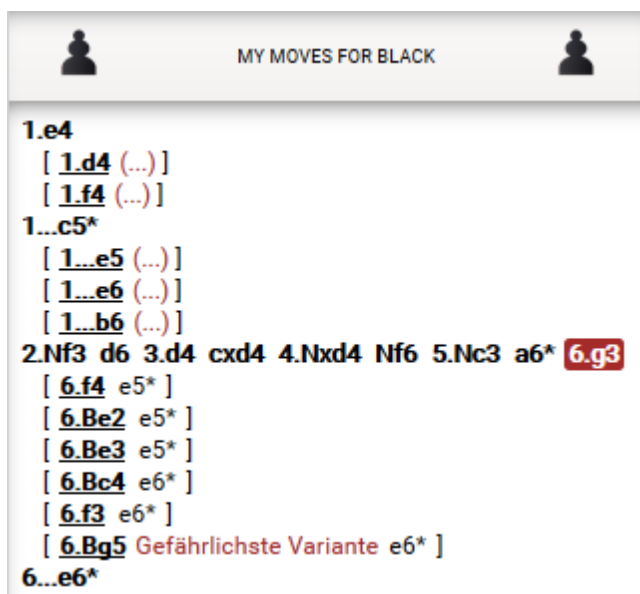 MY MOVES FOR BLACK
1.e4
[ 1.d4 (...) ]
[ 1.f4 (...) ]
1...c5*
[ 1...e5 (...) ]
[ 1...e6 (...) ]
[ 1...b6 (...) ]
2.Nf3 d6 3.d4 cxd4 4.Nxd4 Nf6 5.Nc3 a6* 6.g3
[ 6.f4 e5* ]
[ 6.Be2 e5* ]
[ 6.Be3 e5* ]
[ 6.Bc4 e6* ]
[ 6.f3 e6* ]
[ 6.Bg5 Gefährlichste Variante e6* ]
6...e6*